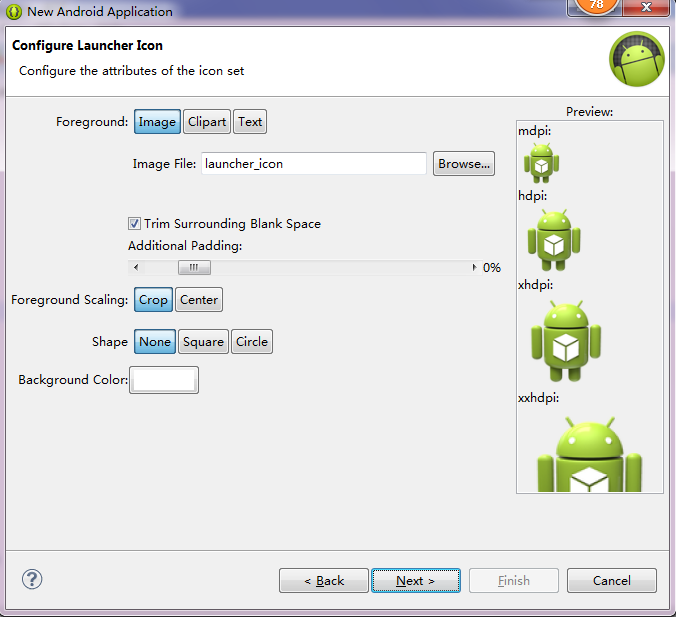 New Android Application
78
Configure Launcher Icon
Configure the attributes of the icon set
Foreground: Image Clipart Text
Image File: launcher_icon Browse...
Trim Surrounding Blank Space
Additional Padding:
0%
Foreground Scaling: Crop Center
Shape None Square Circle
Background Color:
Preview:
mdpi:
hdpi:
xhdpi:
xxhdpi:
? < Back Next > Finish Cancel